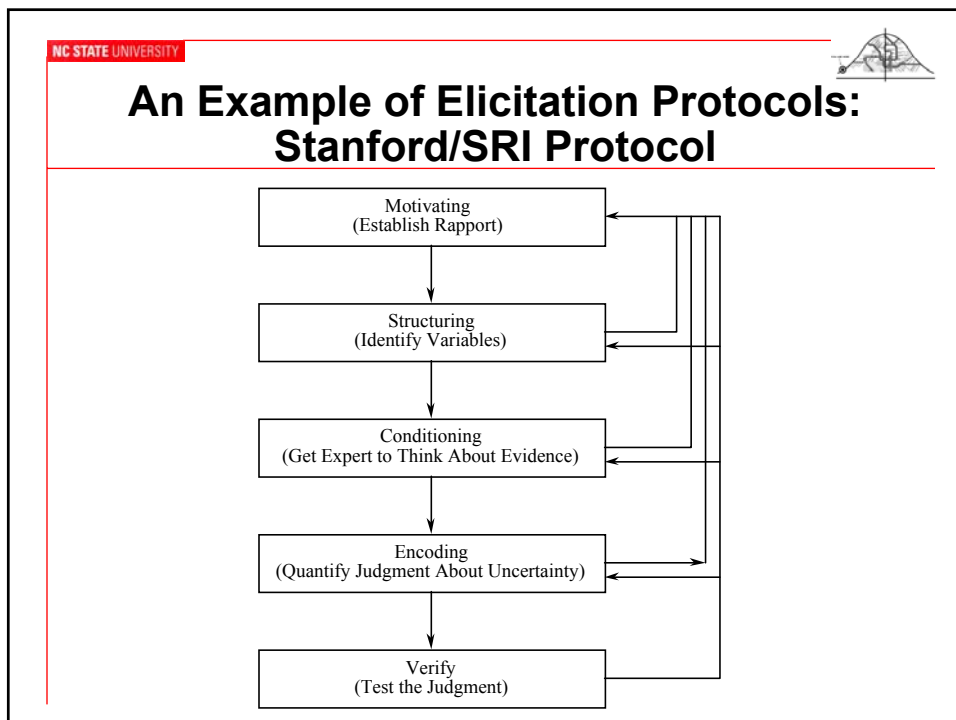 NC STATE UNIVERSITY
An Example of Elicitation Protocols:
Stanford/SRI Protocol
Motivating
(Establish Rapport)
Structuring
(Identify Variables)
Conditioning
(Get Expert to Think About Evidence)
Encoding
(Quantify Judgment About Uncertainty)
Verify
(Test the Judgment)